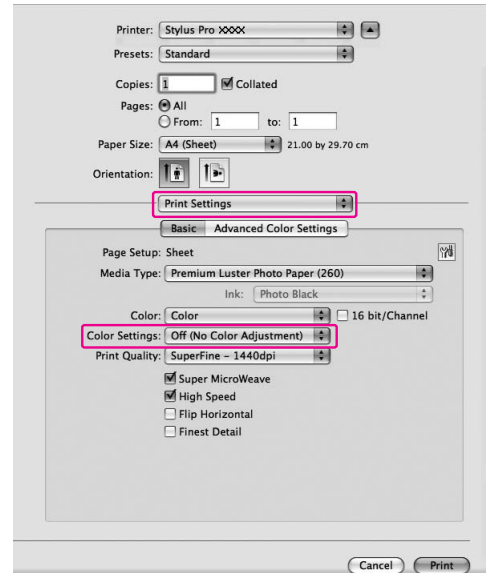 Printer: Stylus Pro XXXX
Presets: Standard
Copies: 1 Collated
Pages: All
From: 1 to: 1
Paper Size: A4 (Sheet) 21.00 by 29.70 cm
Orientation:
Print Settings
Basic Advanced Color Settings
Page Setup: Sheet
Media Type: Premium Luster Photo Paper (260)
Ink: Photo Black
Color: Color 16 bit/Channel
Color Settings: Off (No Color Adjustment)
Print Quality: SuperFine – 1440dpi
Super MicroWeave
High Speed
Flip Horizontal
Finest Detail
Cancel Print